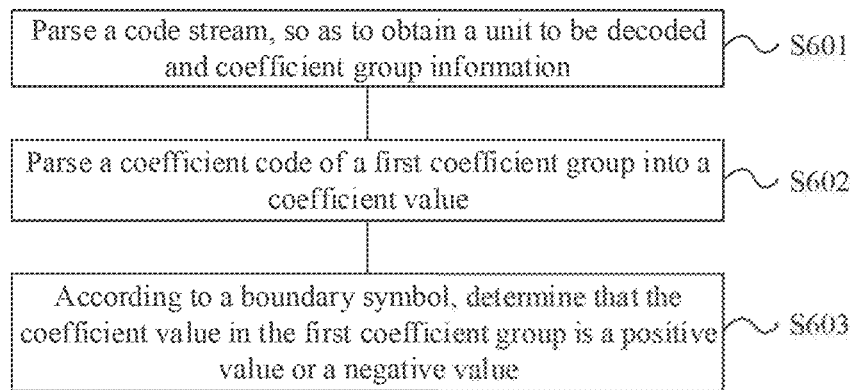 Parse a code stream, so as to obtain a unit to be decoded
and coefficient group information
S601
Parse a coefficient code of a first coefficient group into a
coefficient value
S602
According to a boundary symbol, determine that the
coefficient value in the first coefficient group is a positive
value or a negative value
S603